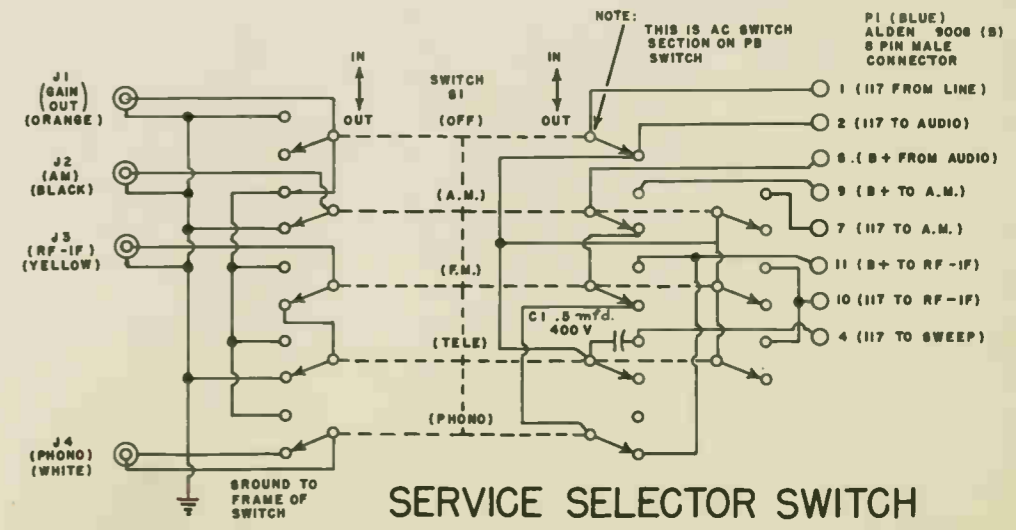 NOTE:
THIS IS AC SWITCH
SECTION ON PB
SWITCH
P1 (BLUE)
ALDEN 9008 (S)
8 PIN MALE
CONNECTOR
J1
(GAIN
OUT)
(ORANGE)
IN
OUT
SWITCH
S1
(OFF)
IN
OUT
1 (117 FROM LINE)
2 (117 TO AUDIO)
J2
(AM)
(BLACK)
8.(B+ FROM AUDIO)
(A.M.)
9 (B+ TO A.M.)
7 (117 TO A.M.)
J3
(RF-IF)
(YELLOW)
(F.M.)
11 (B+ TO RF-IF)
10 (117 TO RF-IF)
C1 .5 mfd.
400 V
(TELE)
4 (117 TO SWEEP)
(PHONO)
J4
(PHONO)
(WHITE)
GROUND TO
FRAME OF
SWITCH
SERVICE SELECTOR SWITCH